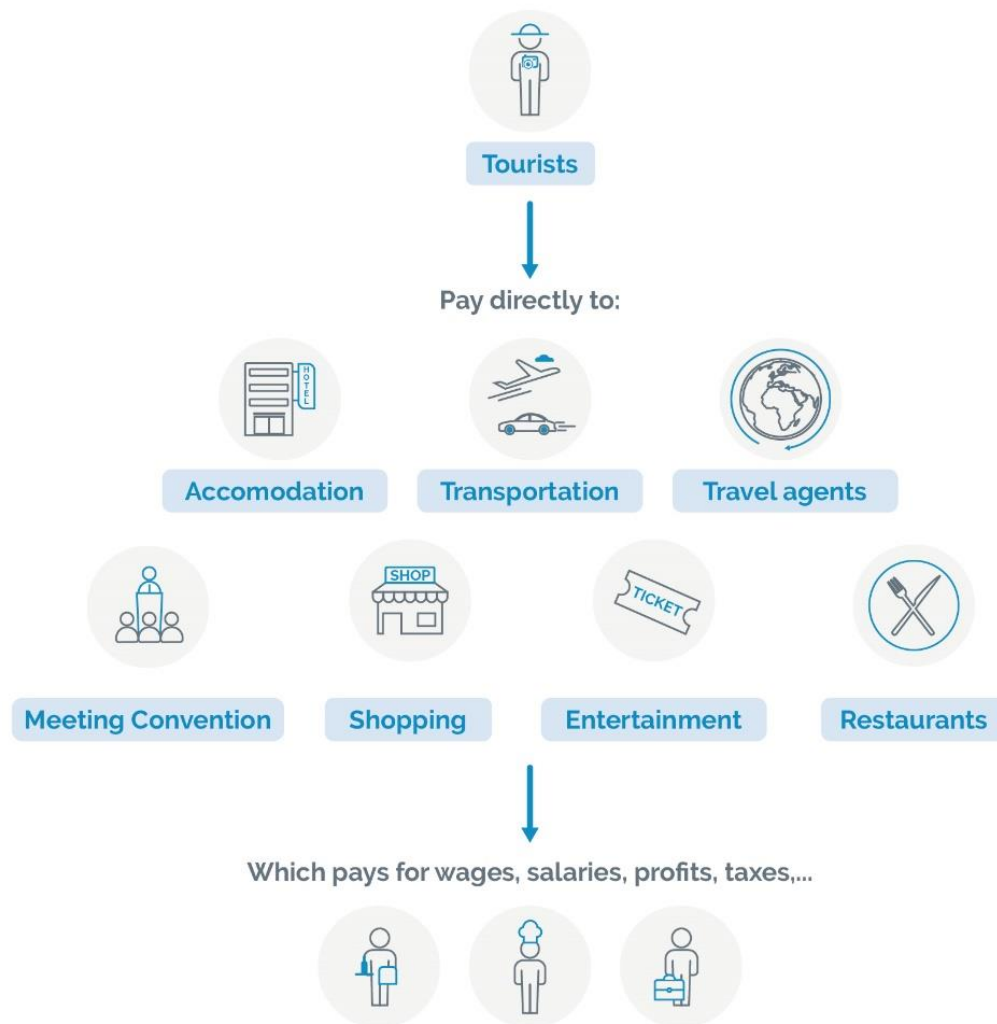 Tourists
Pay directly to:
HOTEL
Accomodation
Transportation
Travel agents
SHOP
TICKET
Meeting Convention
Shopping
Entertainment
Restaurants
Which pays for wages, salaries, profits, taxes,...